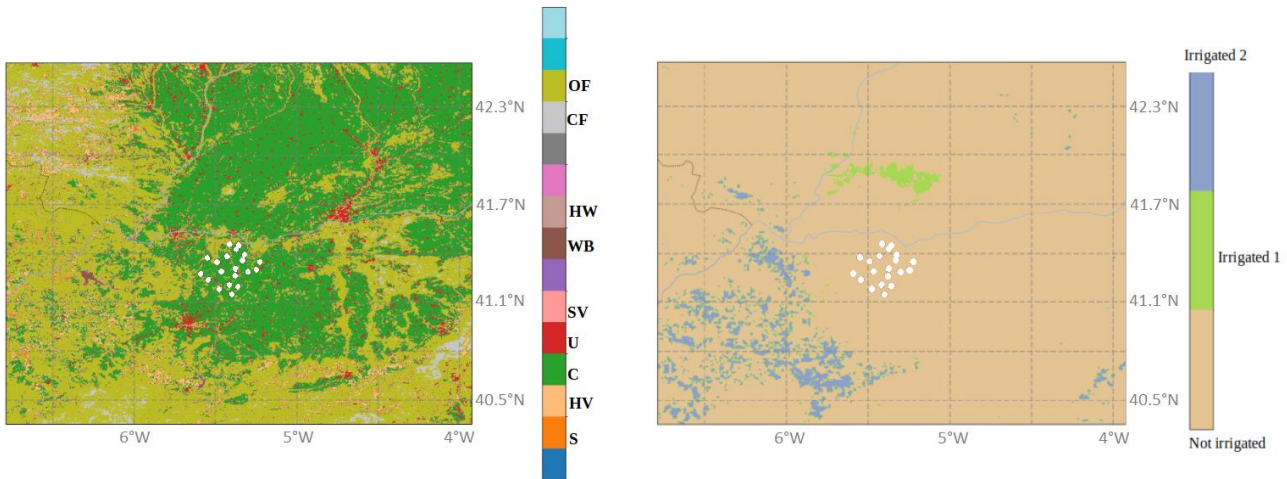 OF
CF
HW
WB
SV
U
C
HV
S
42.3°N
41.7°N
41.1°N
40.5°N
6°W
5°W
4°W
42.3°N
41.7°N
41.1°N
40.5°N
6°W
5°W
4°W
Irrigated 2
Irrigated 1
Not irrigated